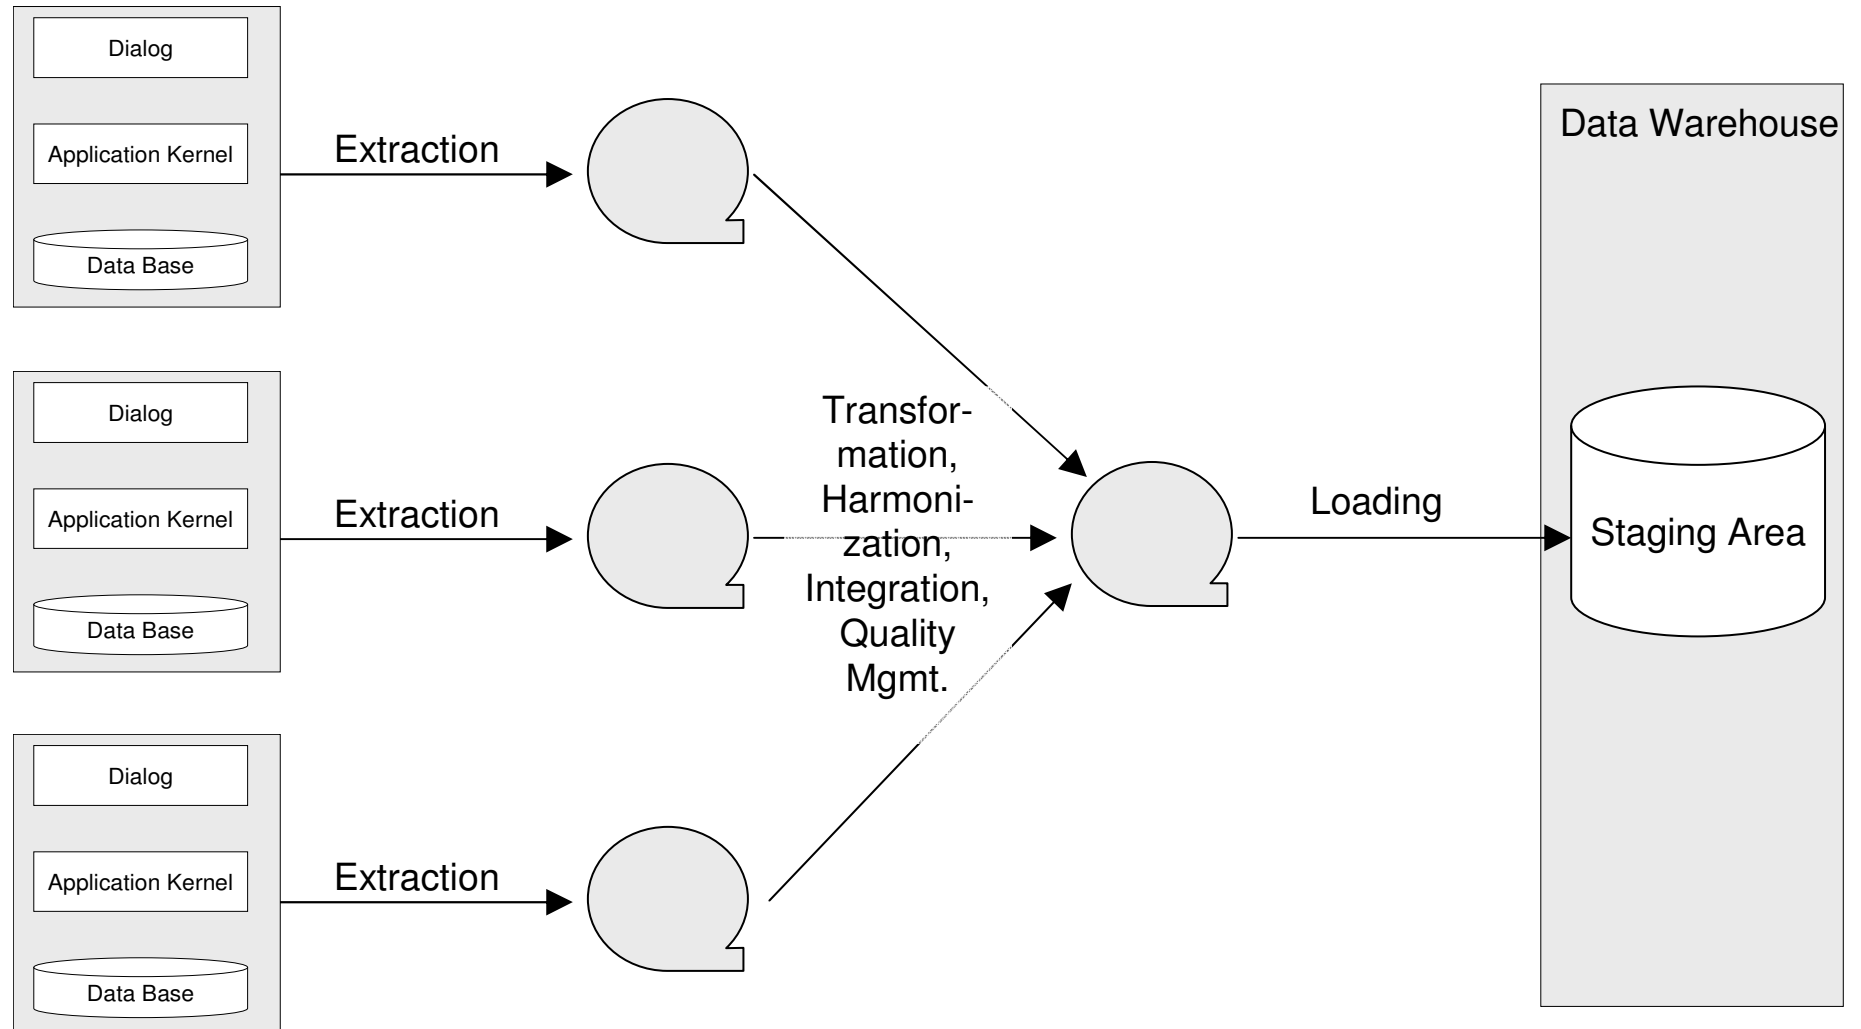 Dialog
Application Kernel
Data Base
Extraction
Dialog
Application Kernel
Data Base
Extraction
Dialog
Application Kernel
Data Base
Extraction
Transfor-
mation,
Harmoni-
zation,
Integration,
Quality
Mgmt.
Loading
Data Warehouse
Staging Area